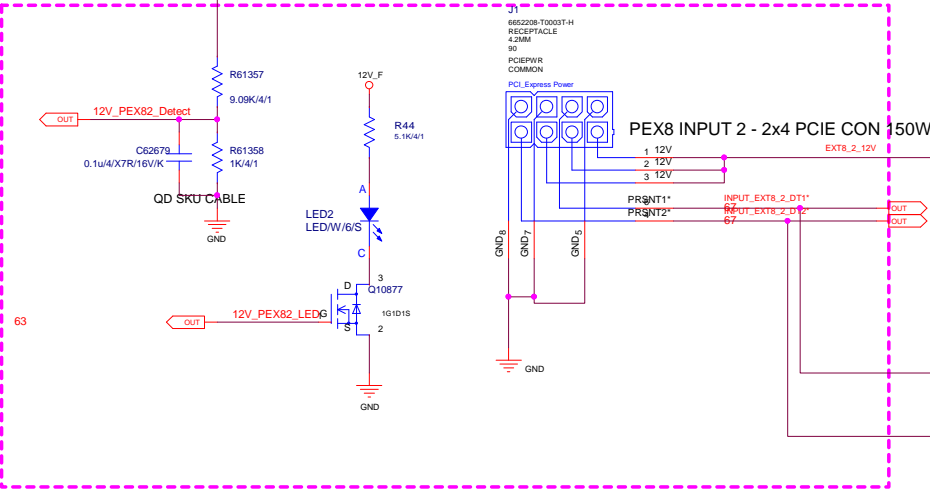 J1
6652208-T0003T-H
RECEPTACLE
4.2MM
90
PCIEPWR
COMMON
PCI_Express Power
R61357
9.09K/4/1
12V_PEX82_Detect
OUT
C62679
0.1u/4/X7R/16V/K
R61358
1K/4/1
QD SKU CABLE
GND
12V_F
R44
5.1K/4/1
A
LED2
LED/W/6/S
C
D
3
Q10877
1G1D1S
G
S
2
12V_PEX82_LED
OUT
GND
63
PEX8 INPUT 2 - 2x4 PCIE CON 150W
1 12V
2 12V
3 12V
EXT8_2_12V
PRSNT1*
INPUT_EXT8_2_DT1*
67
OUT
PRSNT2*
67
OUT
GND 8
GND 7
GND 5
GND